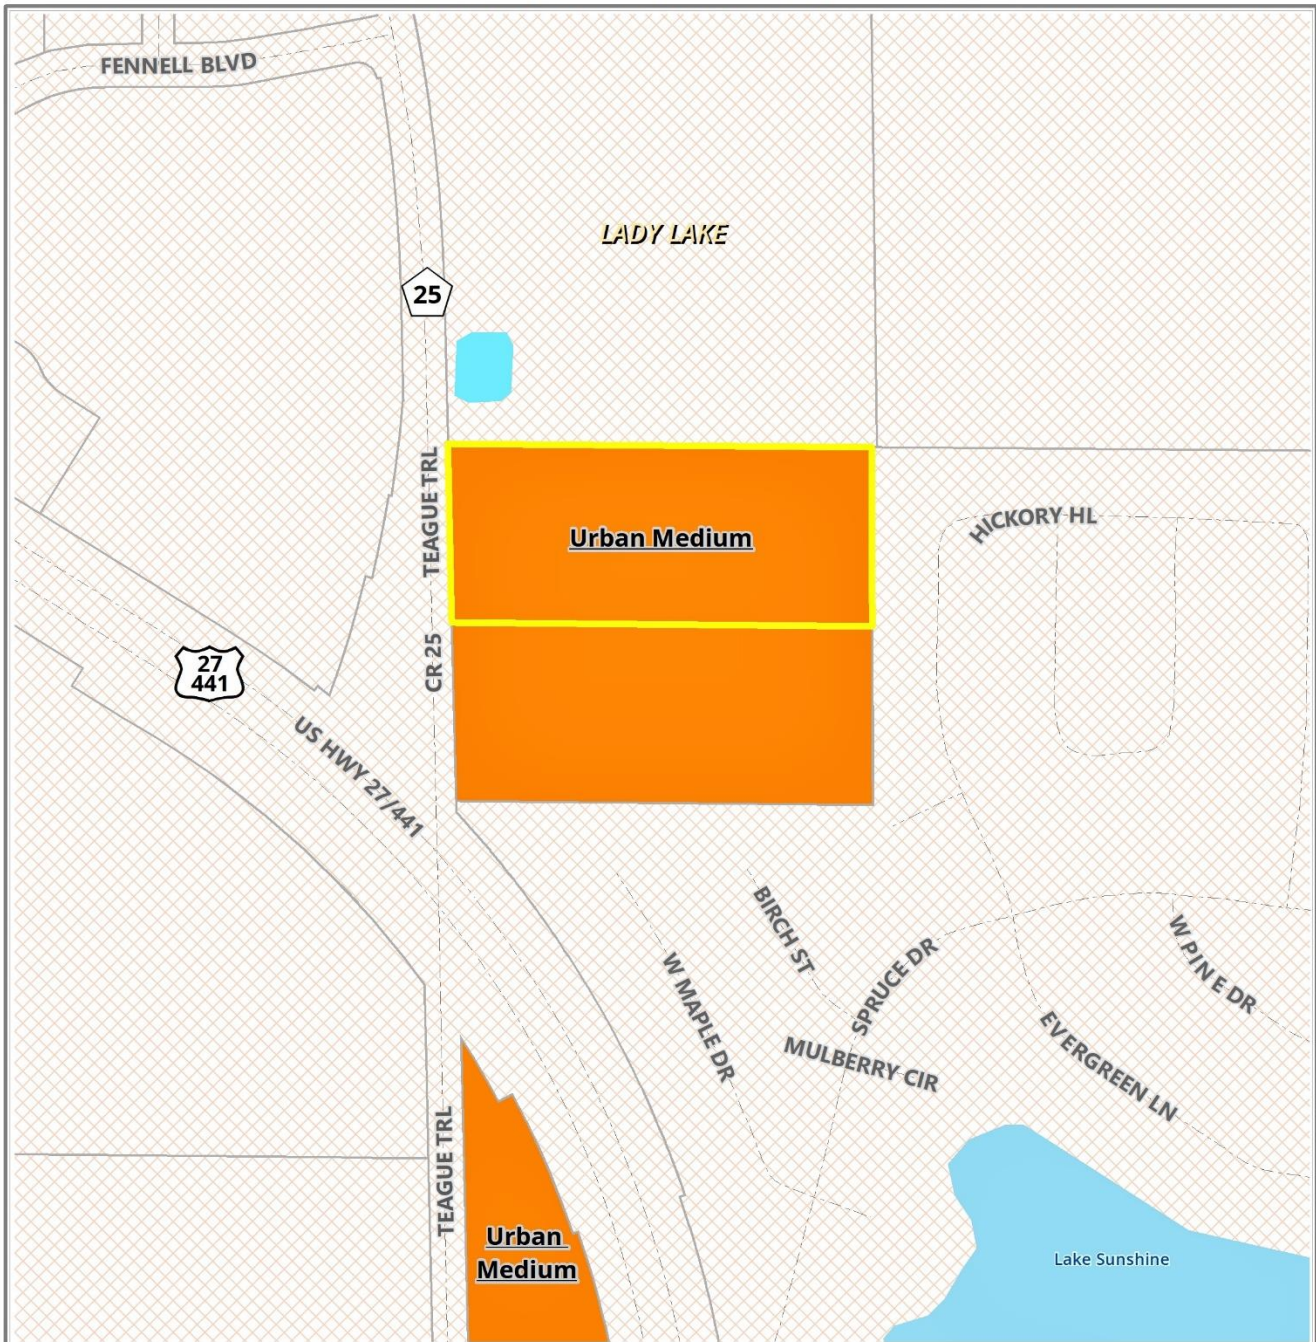 FENNELL BLVD
LADY LAKE
25
TEAGUE TRL
Urban Medium
HICKORY HL
CR 25
27
441
US HWY 27/441
BIRCH ST
W MAPLE DR
SPRUCE DR
W PINE DR
MULBERRY CIR
EVERGREEN LN
TEAGUE TRL
Urban
Medium
Lake Sunshine